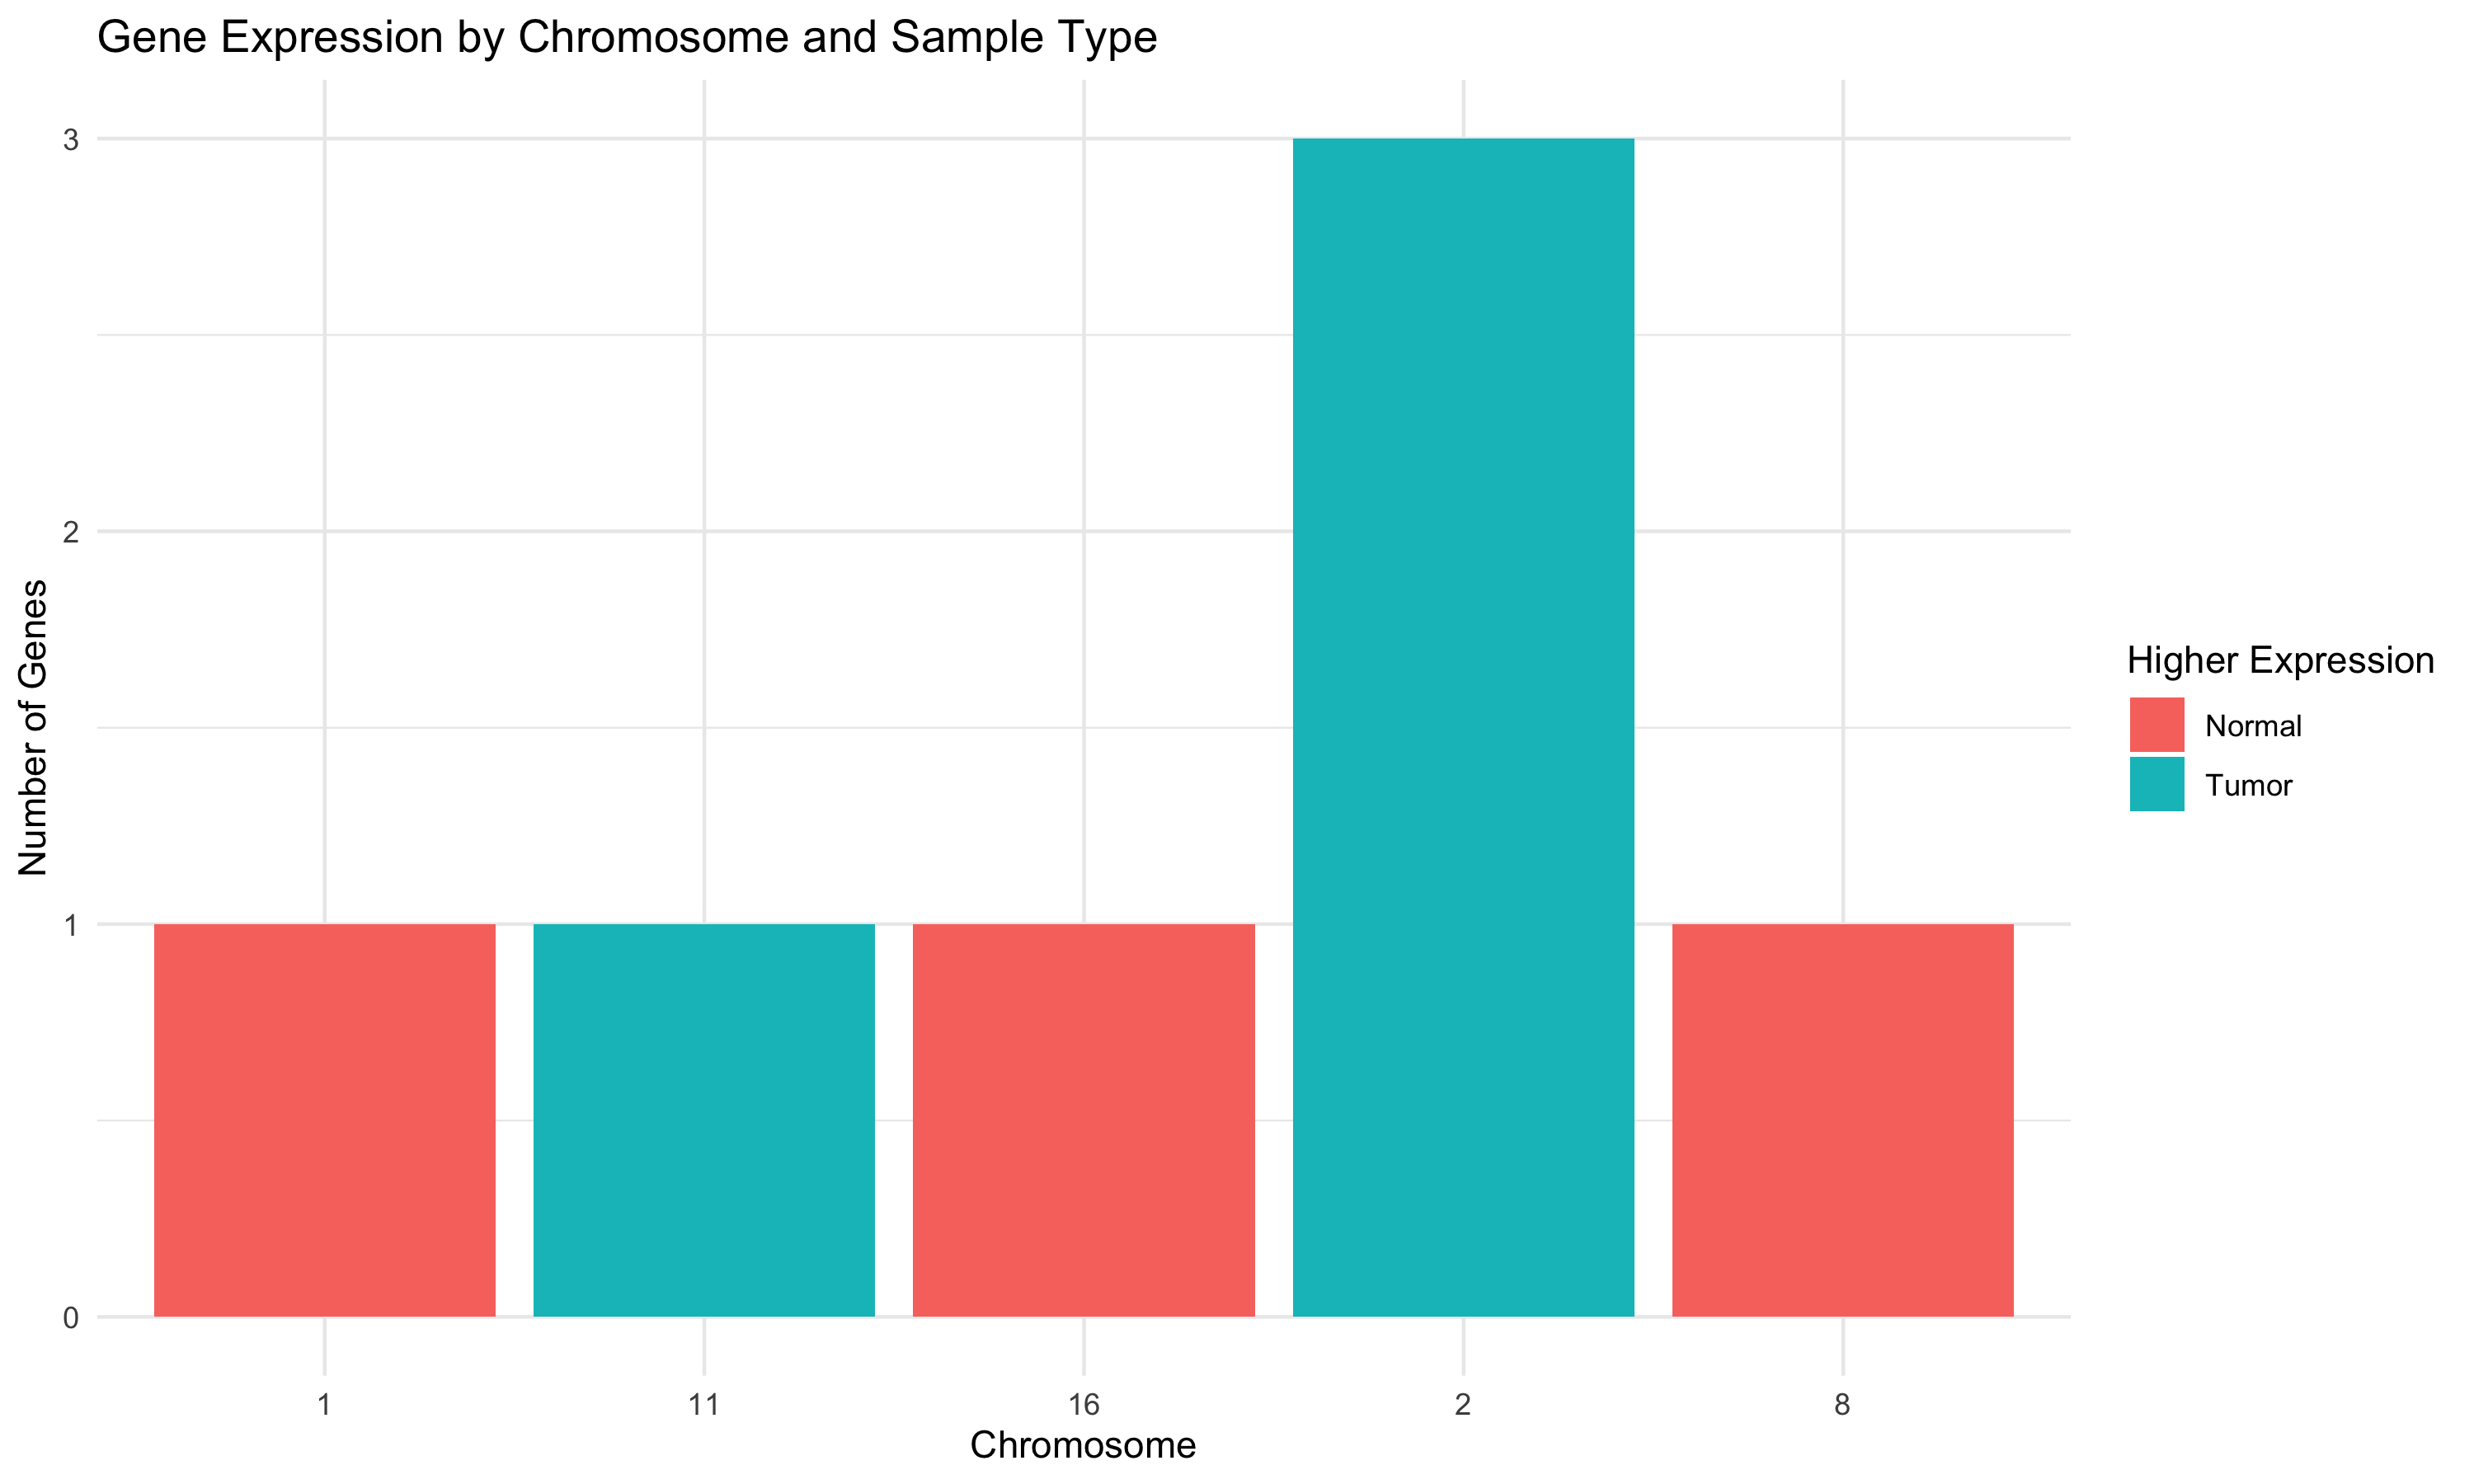 Gene Expression by Chromosome and Sample Type
3
2
1
0
Number of Genes
1
11
16
2
8
Chromosome
Higher Expression
Normal
Tumor